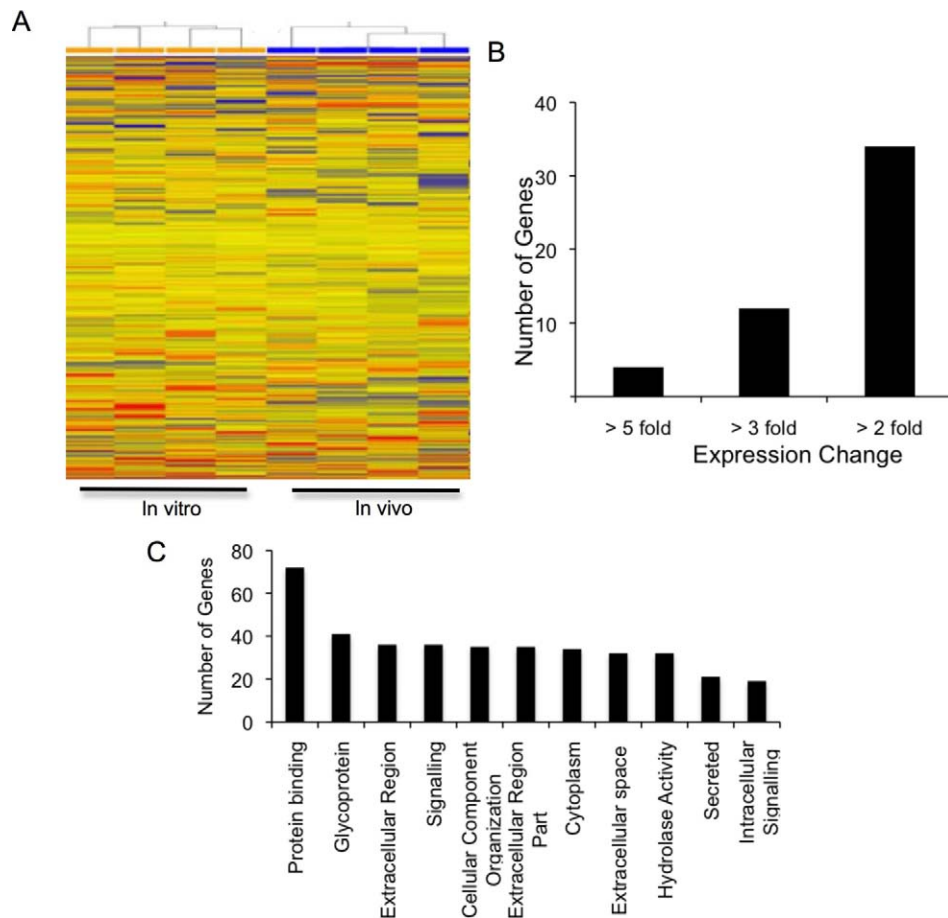 A
In vitro
In vivo
B
Number of Genes
40
30
20
10
> 5 fold
> 3 fold
> 2 fold
Expression Change
C
Number of Genes
80
60
40
20
0
Protein binding
Glycoprotein
Extracellular Region
Signalling
Cellular Component
Organization
Extracellular Region
Part
Cytoplasm
Extracellular space
Hydrolase Activity
Secreted
Intracellular
Signalling